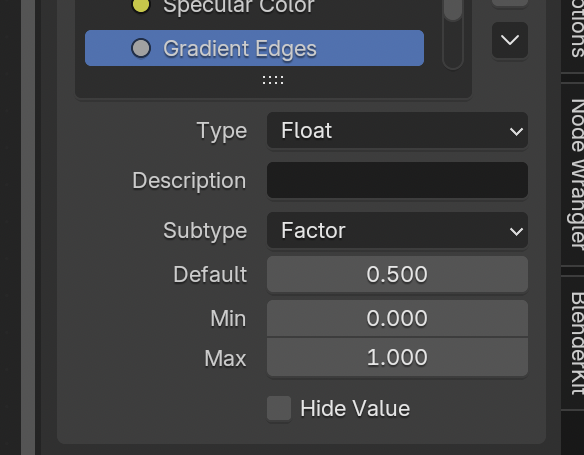 Specular Color
Gradient Edges
Type Float
Description
Subtype Factor
Default 0.500
Min 0.000
Max 1.000
Hide Value
Node Wrangler
BlenderKit